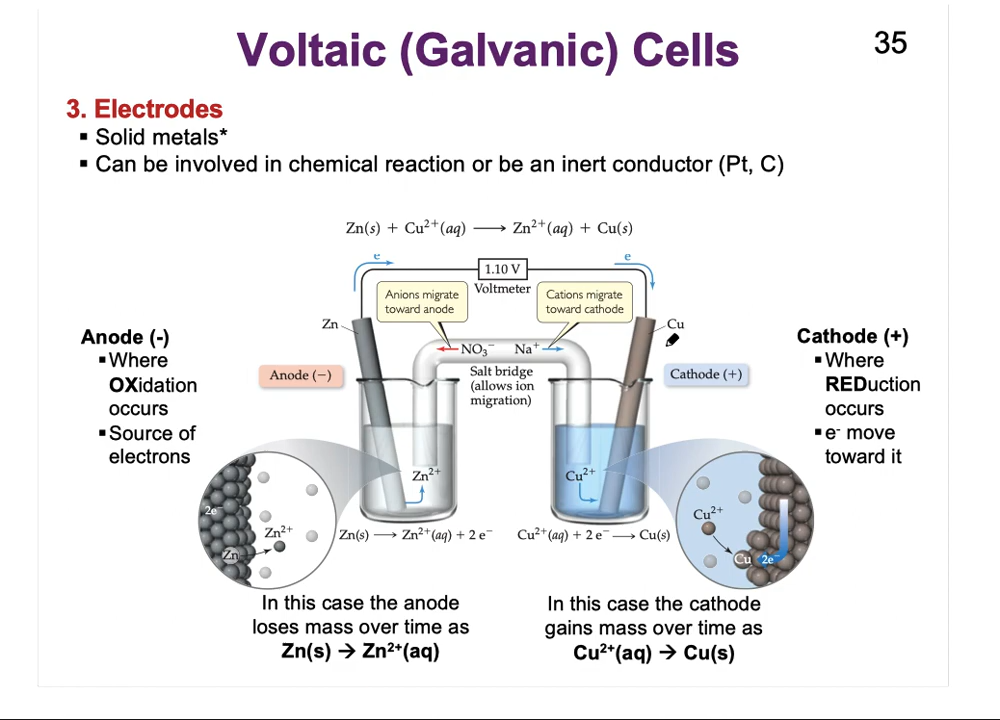 Voltaic (Galvanic) Cells
35
3. Electrodes
▪ Solid metals*
▪ Can be involved in chemical reaction or be an inert conductor (Pt, C)
Zn(s) + Cu²⁺(aq) ⟶ Zn²⁺(aq) + Cu(s)
e⁻
e
1.10 V
Voltmeter
Anions migrate
toward anode
Cations migrate
toward cathode
Zn
Cu
NO₃⁻
Na⁺
Salt bridge
(allows ion
migration)
Anode (−)
Cathode (+)
Anode (-)
▪ Where
OXidation
occurs
▪ Source of
electrons
Cathode (+)
▪ Where
REDuction
occurs
▪ e⁻ move
toward it
Zn²⁺
Cu²⁺
2e⁻
Zn²⁺
Zn
Cu²⁺
Cu
2e⁻
Zn(s) ⟶ Zn²⁺(aq) + 2 e⁻
Cu²⁺(aq) + 2 e⁻ ⟶ Cu(s)
In this case the anode
loses mass over time as
Zn(s) → Zn²⁺(aq)
In this case the cathode
gains mass over time as
Cu²⁺(aq) → Cu(s)